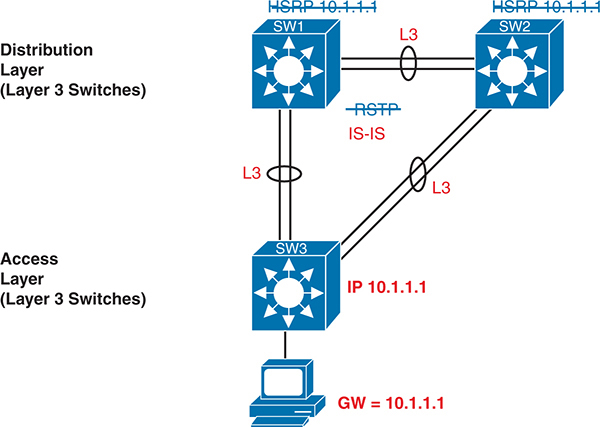 HSRP 10.1.1.1
HSRP 10.1.1.1
SW1
SW2
Distribution
Layer
(Layer 3 Switches)
L3
RSTP
IS-IS
L3
L3
Access
Layer
(Layer 3 Switches)
SW3
IP 10.1.1.1
GW = 10.1.1.1